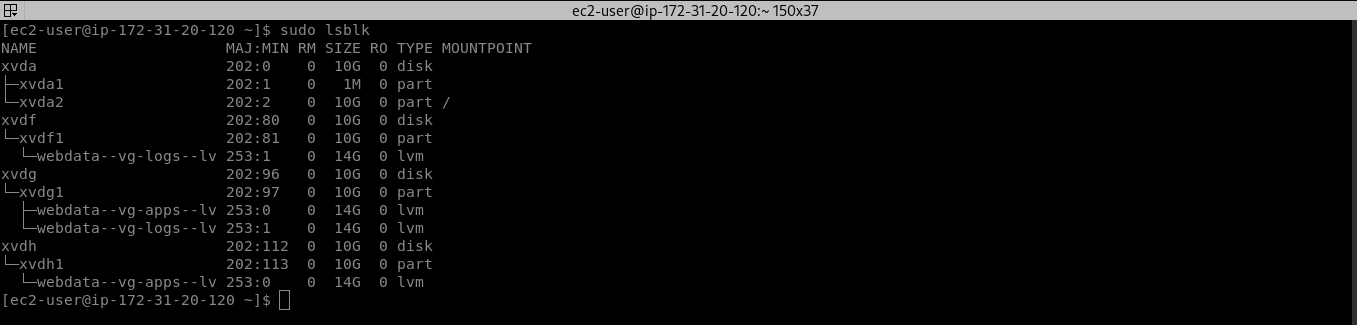 ec2-user@ip-172-31-20-120:~ 150x37
[ec2-user@ip-172-31-20-120 ~]$ sudo lsblk
NAME                     MAJ:MIN RM SIZE RO TYPE MOUNTPOINT
xvda                     202:0    0  10G  0 disk
├─xvda1                  202:1    0   1M  0 part
└─xvda2                  202:2    0  10G  0 part /
xvdf                     202:80   0  10G  0 disk
└─xvdf1                  202:81   0  10G  0 part
  └─webdata--vg-logs--lv 253:1    0  14G  0 lvm
xvdg                     202:96   0  10G  0 disk
└─xvdg1                  202:97   0  10G  0 part
  ├─webdata--vg-apps--lv 253:0    0  14G  0 lvm
  └─webdata--vg-logs--lv 253:1    0  14G  0 lvm
xvdh                     202:112  0  10G  0 disk
└─xvdh1                  202:113  0  10G  0 part
  └─webdata--vg-apps--lv 253:0    0  14G  0 lvm
[ec2-user@ip-172-31-20-120 ~]$